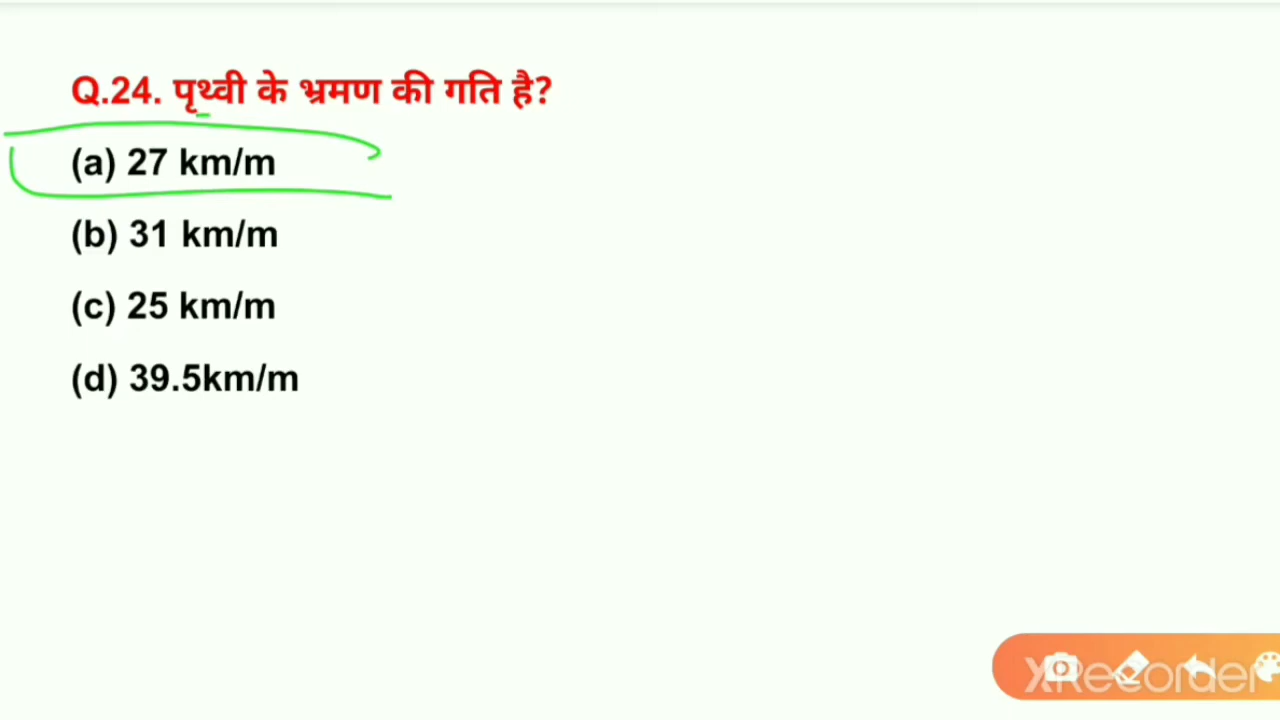 Q.24. पृथ्वी के भ्रमण की गति है?
(a) 27 km/m
(b) 31 km/m
(c) 25 km/m
(d) 39.5km/m
XRecorder